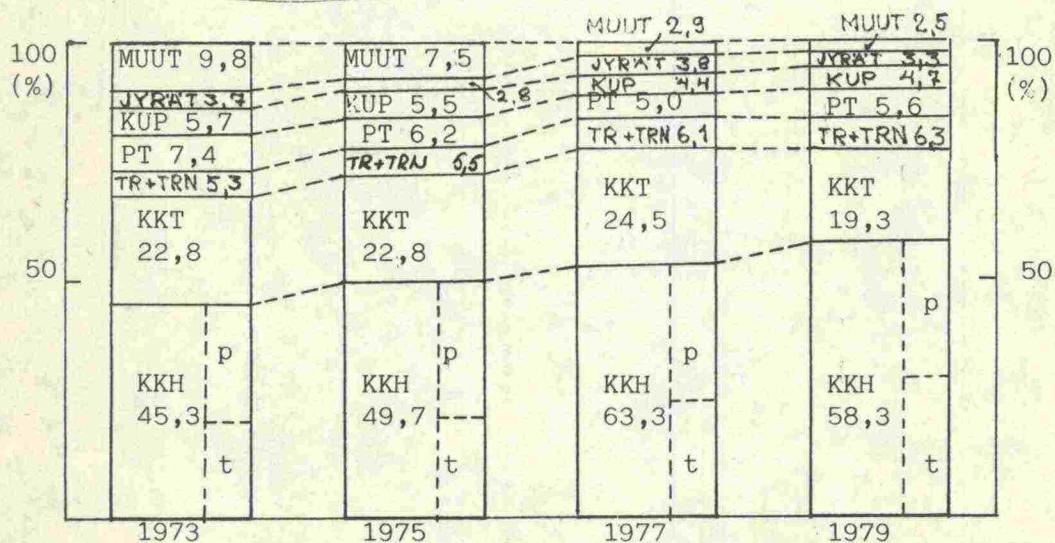 MUUT 2,9
MUUT 2,5
100
(%)
50
MUUT 9,8
JYRÄT 3,7
KUP 5,7
PT 7,4
TR+TRN 5,3
KKT
22,8
KKH
45,3
p
t
1973
MUUT 7,5
2,8
KUP 5,5
PT 6,2
TR+TRN 5,5
KKT
22,8
KKH
49,7
p
t
1975
JYRÄT 3,8
KUP 4,4
PT 5,0
TR+TRN 6,1
KKT
24,5
KKH
63,3
p
t
1977
JYRÄT 3,3
KUP 4,7
PT 5,6
TR+TRN 6,3
KKT
19,3
KKH
58,3
p
t
1979
100
(%)
50